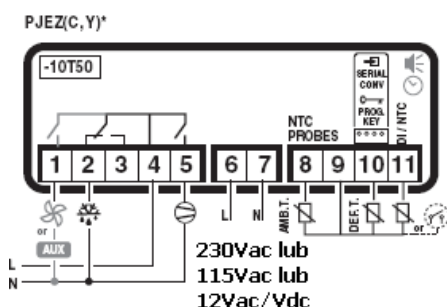 PJEZ(C,Y)*
-10T50
SERIAL
CONV
PROG.
KEY
NTC
PROBES
DI / NTC
1 2 3 4 5 6 7 8 9 10 11
L N
AMB.T.
DEF.T.
or
or
AUX
L
N
230Vac lub
115Vac lub
12Vac/Vdc